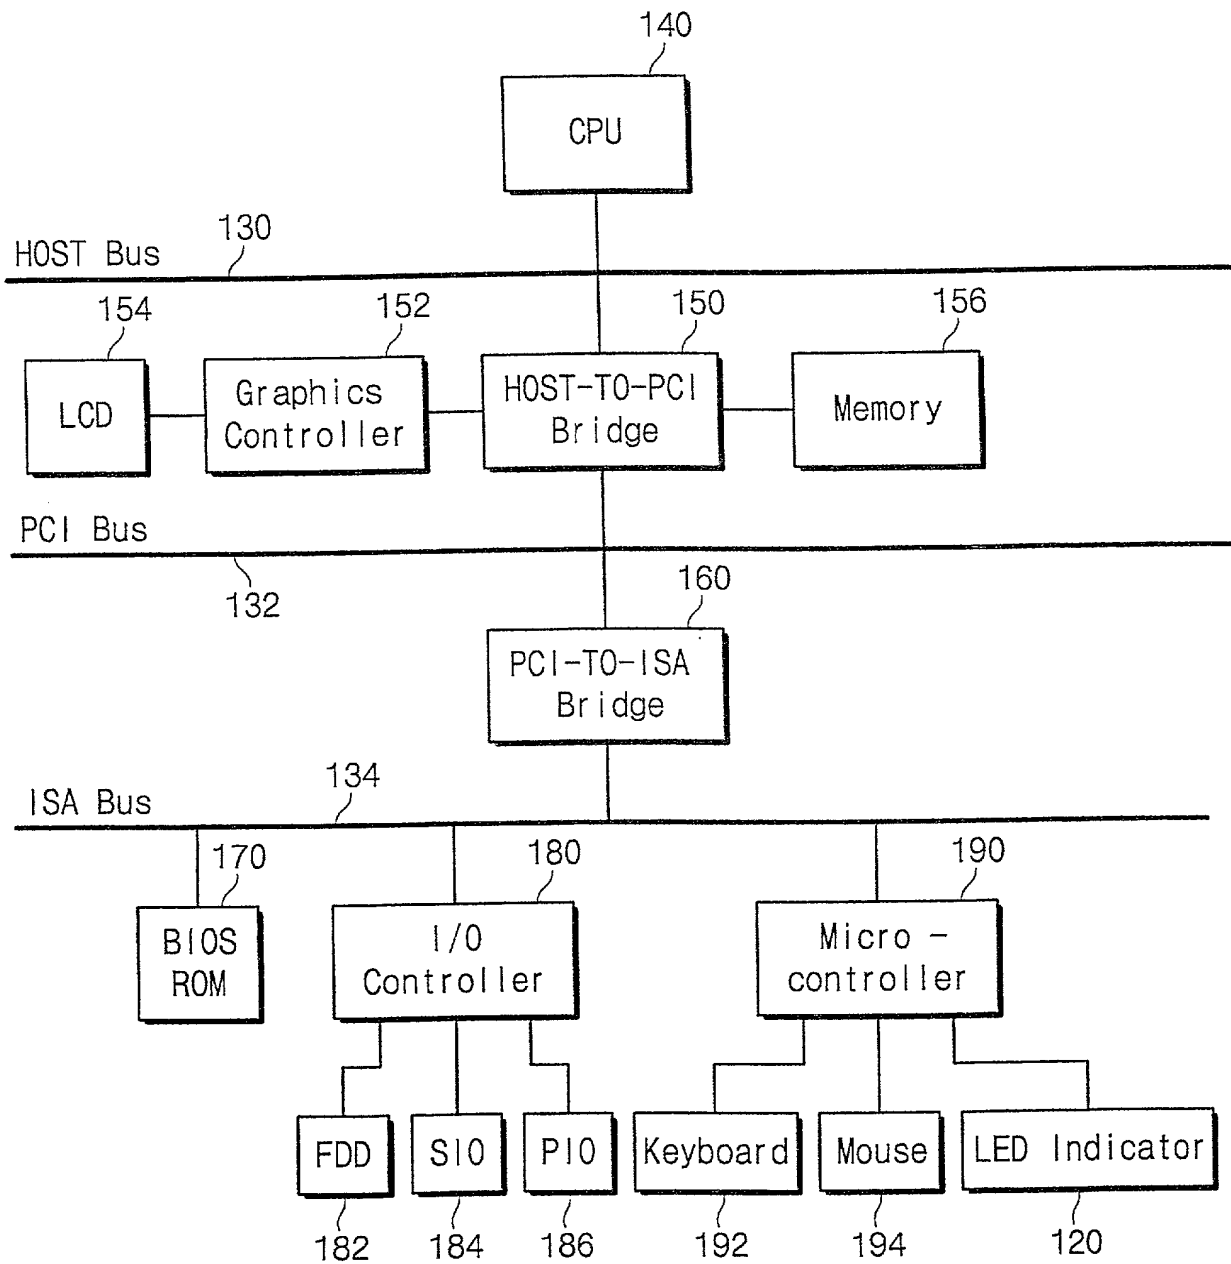 140
CPU
130
HOST Bus
154
152
150
156
LCD
Graphics
Controller
HOST-TO-PCI
Bridge
Memory
PCI Bus
132
160
PCI-TO-ISA
Bridge
134
ISA Bus
170
180
190
BIOS
ROM
I/O
Controller
Micro -
controller
FDD
SIO
PIO
Keyboard
Mouse
LED Indicator
182
184
186
192
194
120